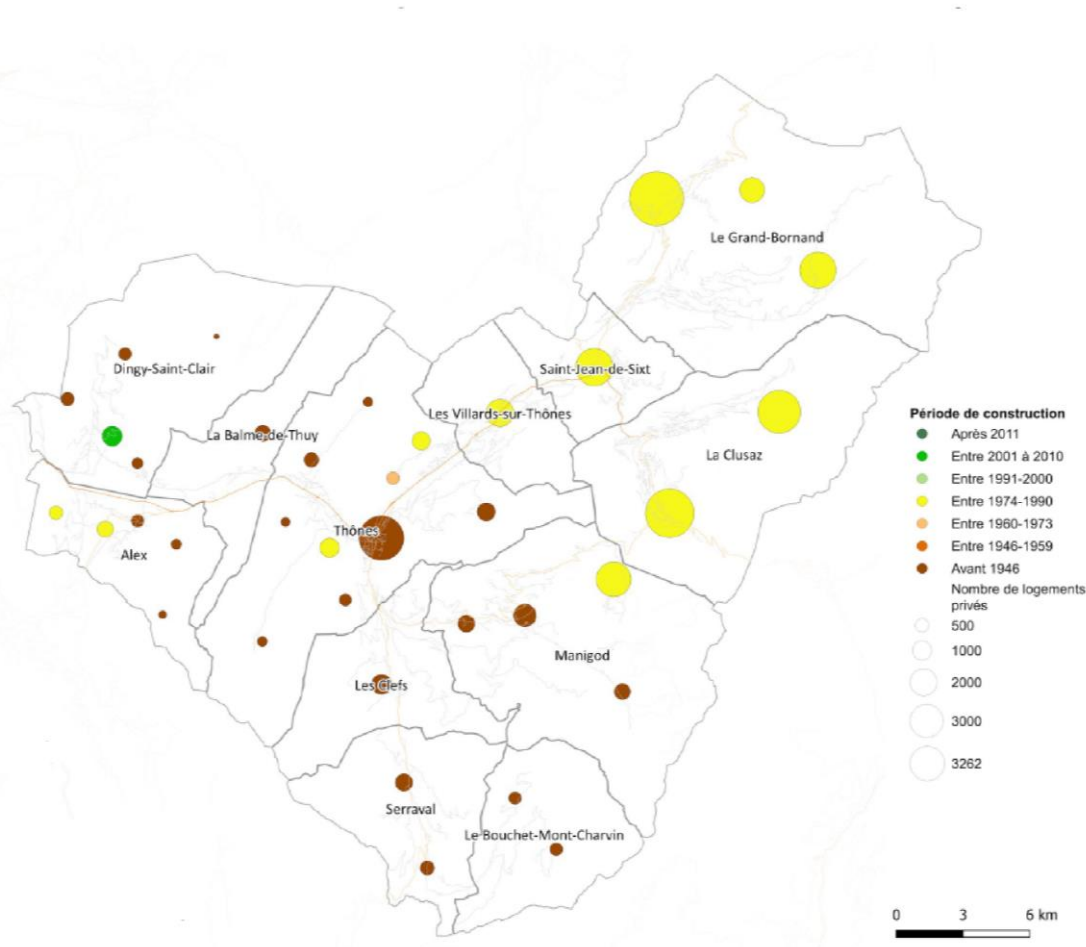 Le Grand-Bornand
Saint-Jean-de-Sixt
Dingy-Saint-Clair
Les Villards-sur-Thônes
La Balme-de-Thuy
La Clusaz
Thônes
Alex
Manigod
Les Clefs
Serraval
Le Bouchet-Mont-Charvin
Période de construction
Après 2011
Entre 2001 à 2010
Entre 1991-2000
Entre 1974-1990
Entre 1960-1973
Entre 1946-1959
Avant 1946
Nombre de logements
privés
500
1000
2000
3000
3262
0 3 6 km